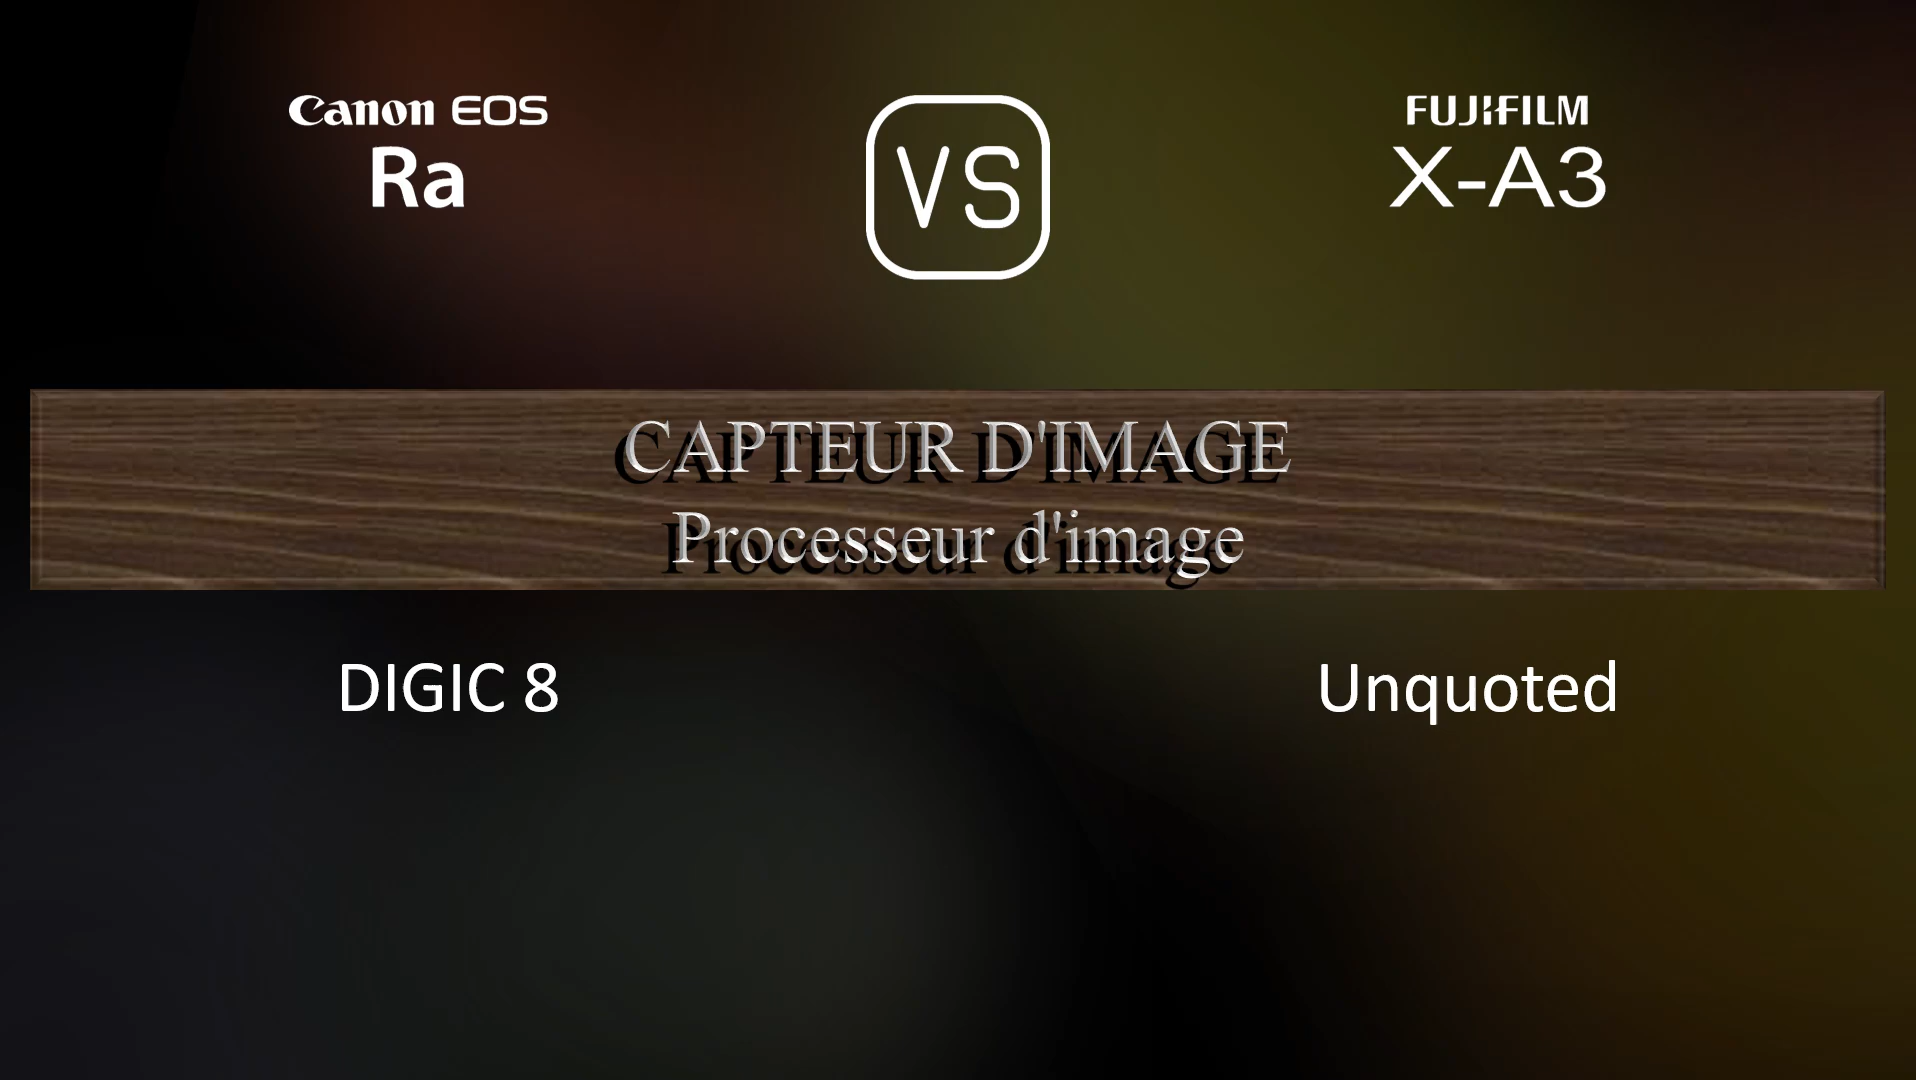 Canon EOS
Ra
VS
FUJIFILM
X-A3
CAPTEUR D'IMAGE
Processeur d'image
DIGIC 8
Unquoted